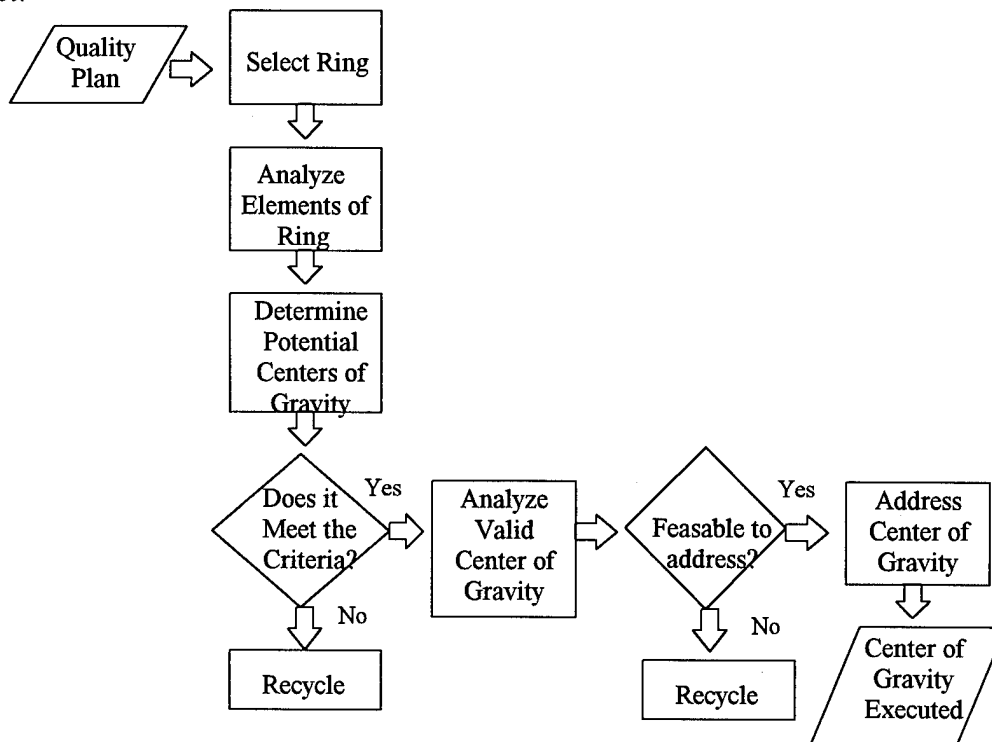 Quality
Plan
Select Ring
Analyze
Elements of
Ring
Determine
Potential
Centers of
Gravity
Does it
Meet the
Criteria?
Yes
No
Recycle
Analyze
Valid
Center of
Gravity
Feasable to
address?
Yes
No
Recycle
Address
Center of
Gravity
Center of
Gravity
Executed